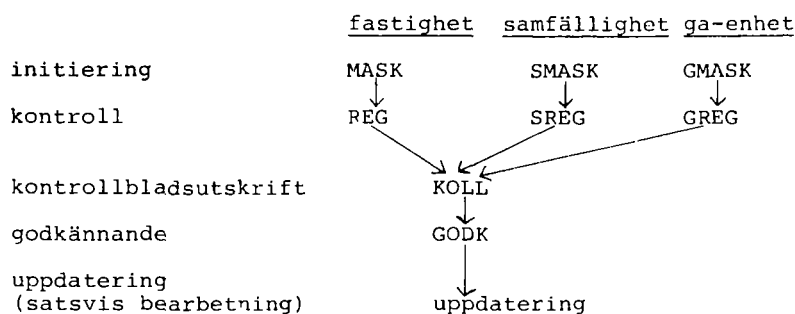 fastighet samfällighet ga-enhet
initiering MASK SMASK GMASK
kontroll REG SREG GREG
kontrollbladsutskrift KOLL
godkännande GODK
uppdatering
(satsvis bearbetning) uppdatering